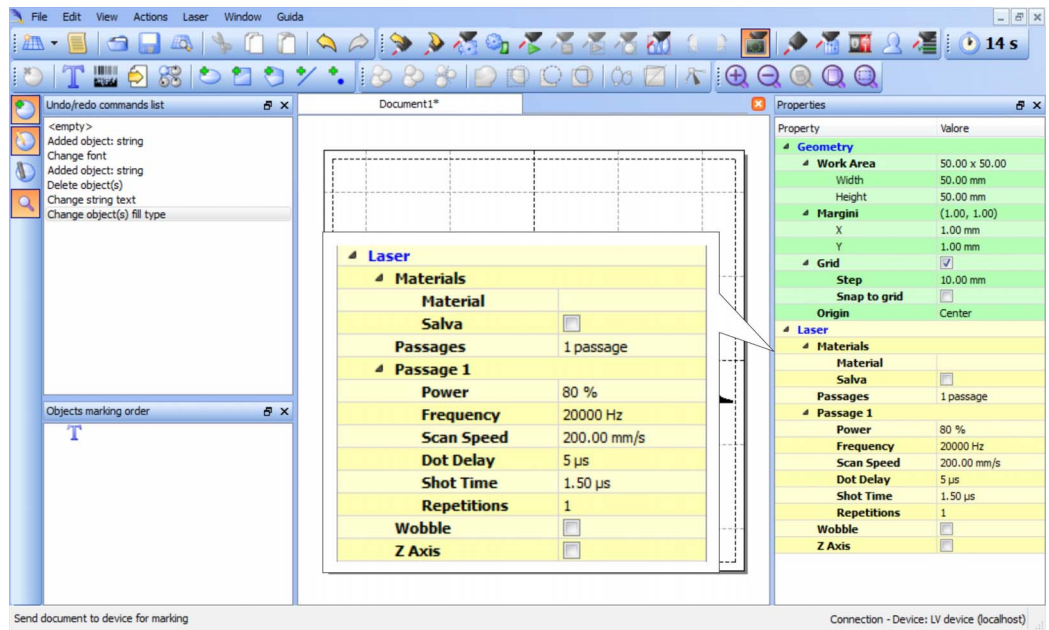 File Edit View Actions Laser Window Guida
14 s
T
Undo/redo commands list
<empty>
Added object: string
Change font
Added object: string
Delete object(s)
Change string text
Change object(s) fill type
Objects marking order
T
Document1*
Laser
Materials
Material
Salva
Passages 1 passage
Passage 1
Power 80 %
Frequency 20000 Hz
Scan Speed 200.00 mm/s
Dot Delay 5 µs
Shot Time 1.50 µs
Repetitions 1
Wobble
Z Axis
Properties
Property Valore
Geometry
Work Area 50.00 x 50.00
Width 50.00 mm
Height 50.00 mm
Margini (1.00, 1.00)
X 1.00 mm
Y 1.00 mm
Grid
Step 10.00 mm
Snap to grid
Origin Center
Laser
Materials
Material
Salva
Passages 1 passage
Passage 1
Power 80 %
Frequency 20000 Hz
Scan Speed 200.00 mm/s
Dot Delay 5 µs
Shot Time 1.50 µs
Repetitions 1
Wobble
Z Axis
Send document to device for marking
Connection - Device: LV device (localhost)